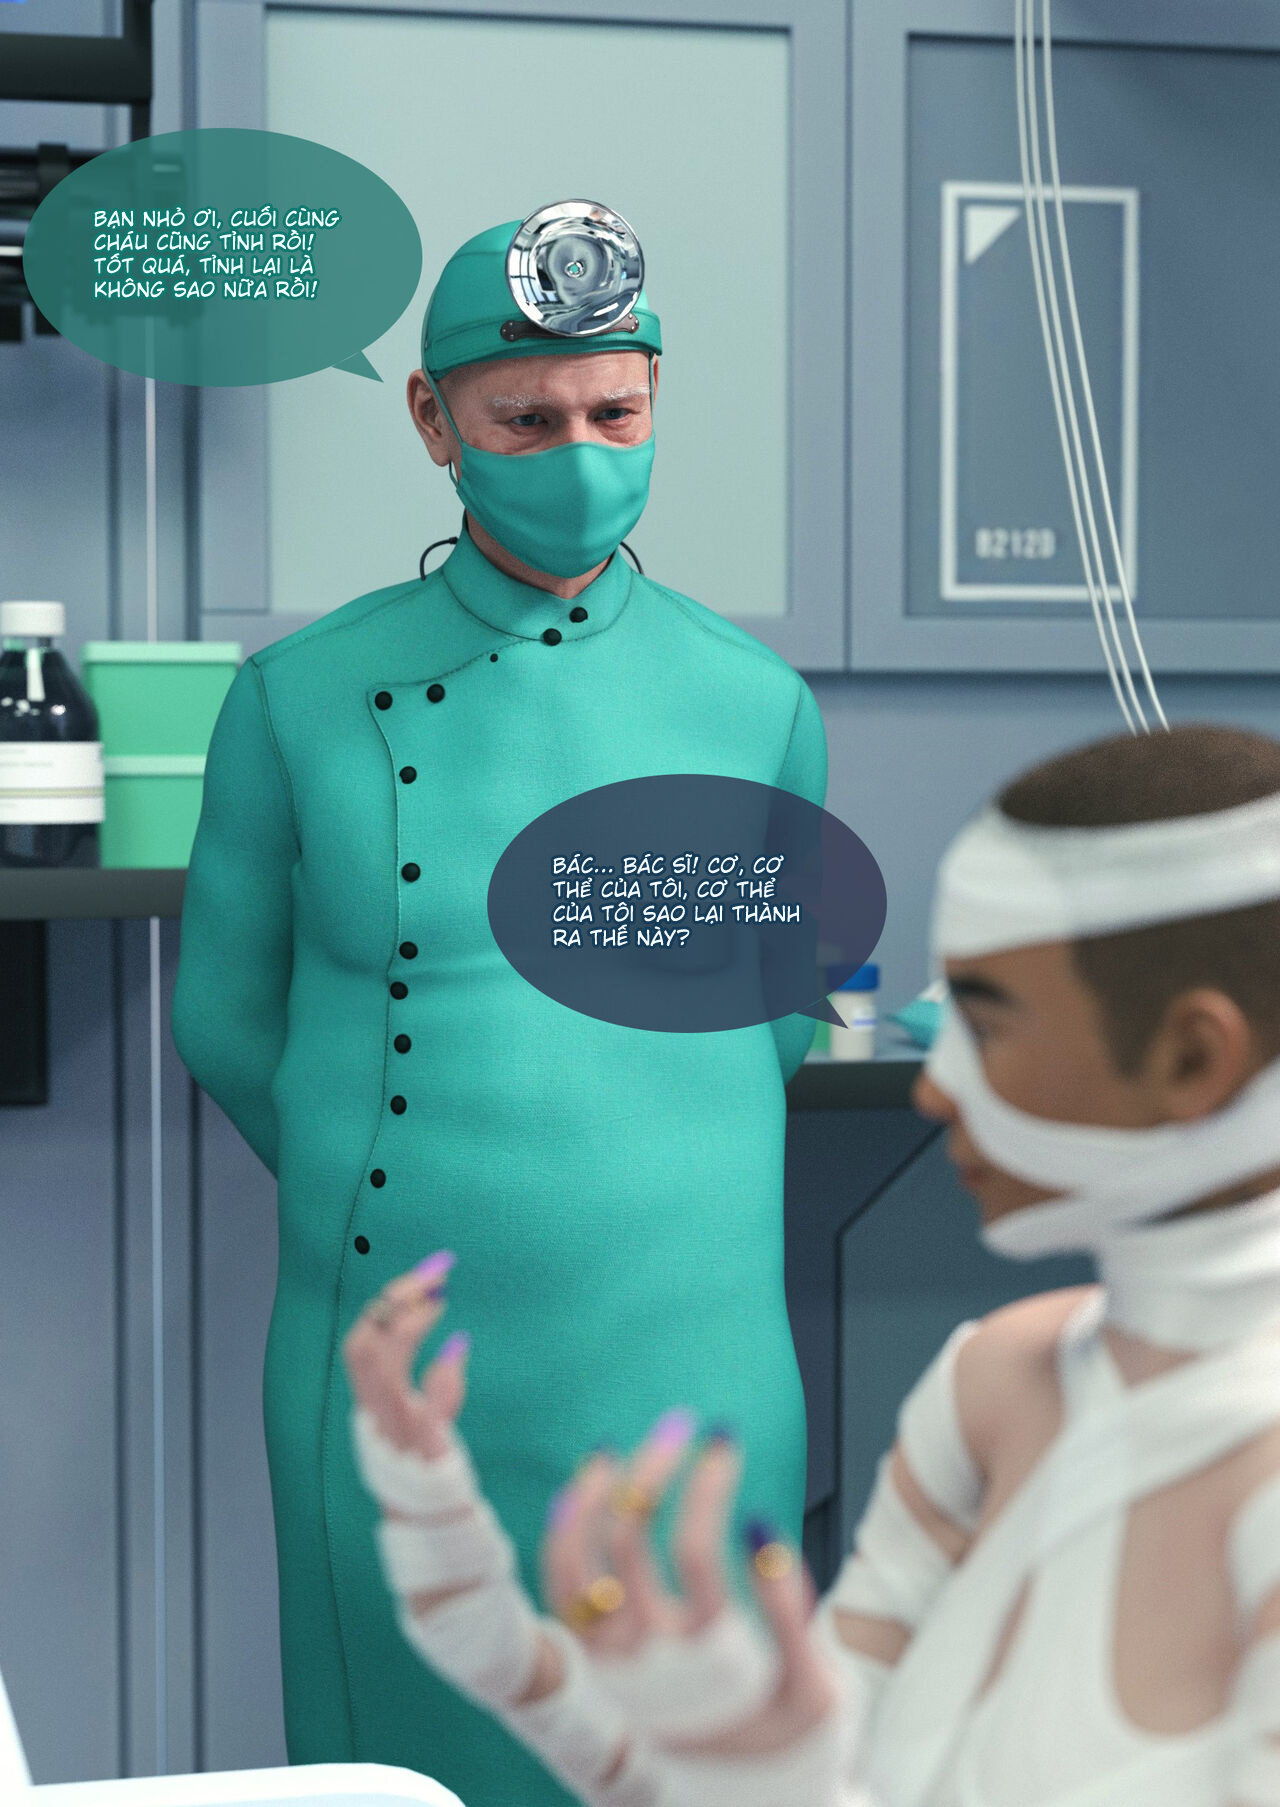 BẠN NHỎ ƠI, CUỐI CÙNG
CHÁU CŨNG TỈNH RỒI!
TỐT QUÁ, TỈNH LẠI LÀ
KHÔNG SAO NỮA RỒI!
B212D
BÁC... BÁC SĨ! CƠ, CƠ
THỂ CỦA TÔI, CƠ THỂ
CỦA TÔI SAO LẠI THÀNH
RA THẾ NÀY?